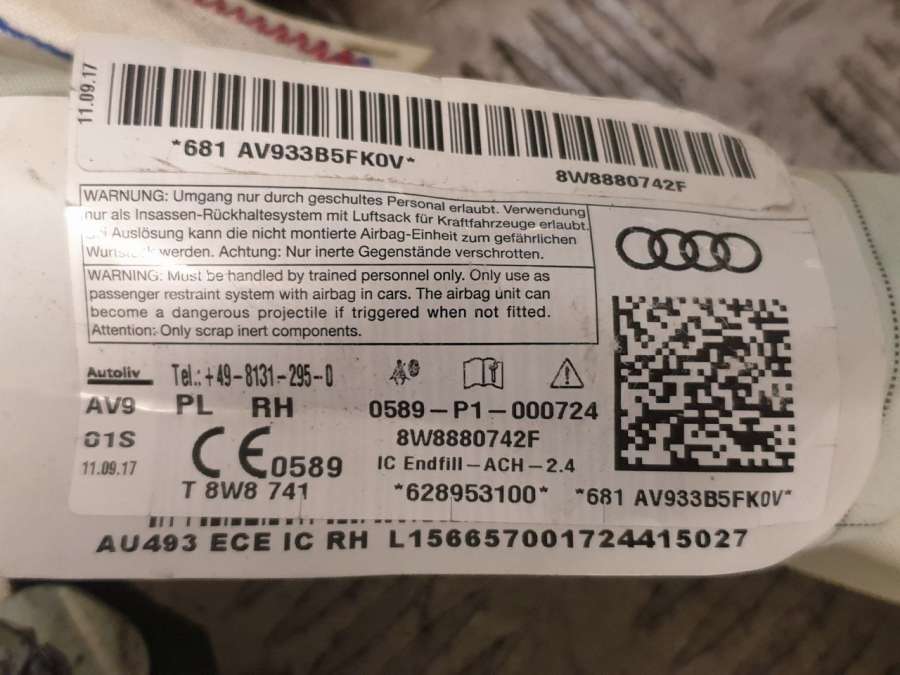 11.09.17
*681 AV933B5FK0V*
8W8880742F
WARNUNG: Umgang nur durch geschultes Personal erlaubt. Verwendung
nur als Insassen-Rückhaltesystem mit Luftsack für Kraftfahrzeuge erlaubt.
Auslösung kann die nicht montierte Airbag-Einheit zum gefährlichen
werden. Achtung: Nur inerte Gegenstände verschrotten.
WARNING: Must be handled by trained personnel only. Only use as
passenger restraint system with airbag in cars. The airbag unit can
become a dangerous projectile if triggered when not fitted.
Attention: Only scrap inert components.
Autoliv Tel.: +49-8131-295-0
AV9 PL RH 0589-P1-000724
01S CE 0589 8W8880742F
11.09.17 IC Endfill-ACH-2.4
T 8W8 741 *628953100* *681 AV933B5FK0V*
AU493 ECE IC RH L156657001724415027